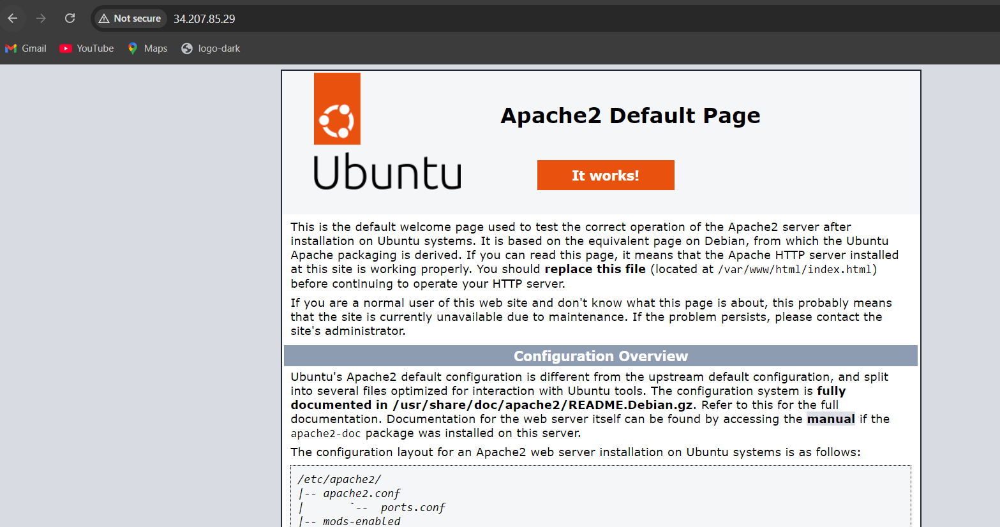 Not secure 34.207.85.29
Gmail YouTube Maps logo-dark
Ubuntu
Apache2 Default Page
It works!
This is the default welcome page used to test the correct operation of the Apache2 server after
installation on Ubuntu systems. It is based on the equivalent page on Debian, from which the Ubuntu
Apache packaging is derived. If you can read this page, it means that the Apache HTTP server installed
at this site is working properly. You should replace this file (located at /var/www/html/index.html)
before continuing to operate your HTTP server.
If you are a normal user of this web site and don't know what this page is about, this probably means
that the site is currently unavailable due to maintenance. If the problem persists, please contact the
site's administrator.
Configuration Overview
Ubuntu's Apache2 default configuration is different from the upstream default configuration, and split
into several files optimized for interaction with Ubuntu tools. The configuration system is fully
documented in /usr/share/doc/apache2/README.Debian.gz. Refer to this for the full
documentation. Documentation for the web server itself can be found by accessing the manual if the
apache2-doc package was installed on this server.
The configuration layout for an Apache2 web server installation on Ubuntu systems is as follows:
/etc/apache2/
|-- apache2.conf
|       `--  ports.conf
|-- mods-enabled